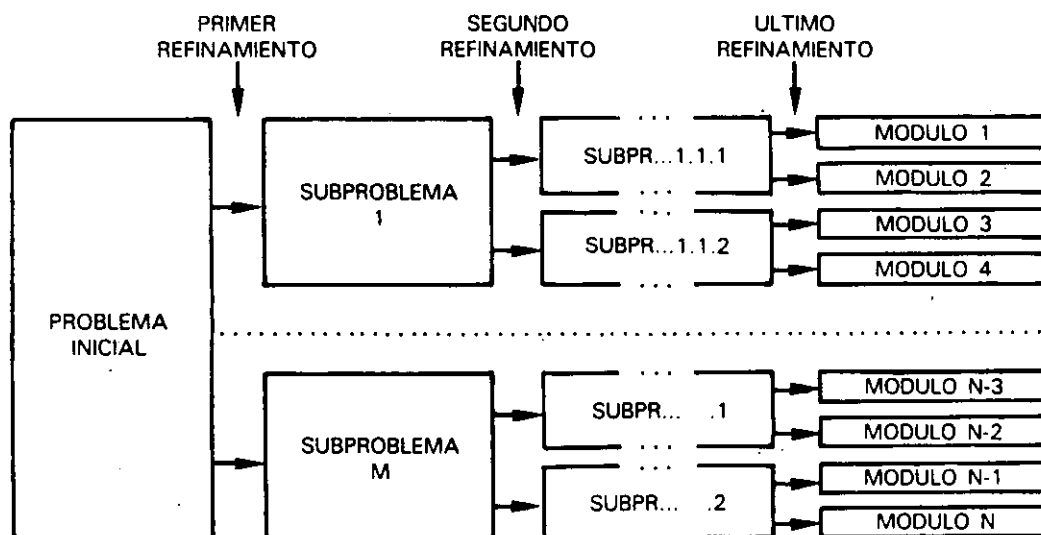 PRIMER
REFINAMIENTO
SEGUNDO
REFINAMIENTO
ULTIMO
REFINAMIENTO
PROBLEMA
INICIAL
SUBPROBLEMA
1
SUBPR...1.1.1
SUBPR...1.1.2
MODULO 1
MODULO 2
MODULO 3
MODULO 4
SUBPROBLEMA
M
SUBPR... .1
SUBPR... .2
MODULO N-3
MODULO N-2
MODULO N-1
MODULO N